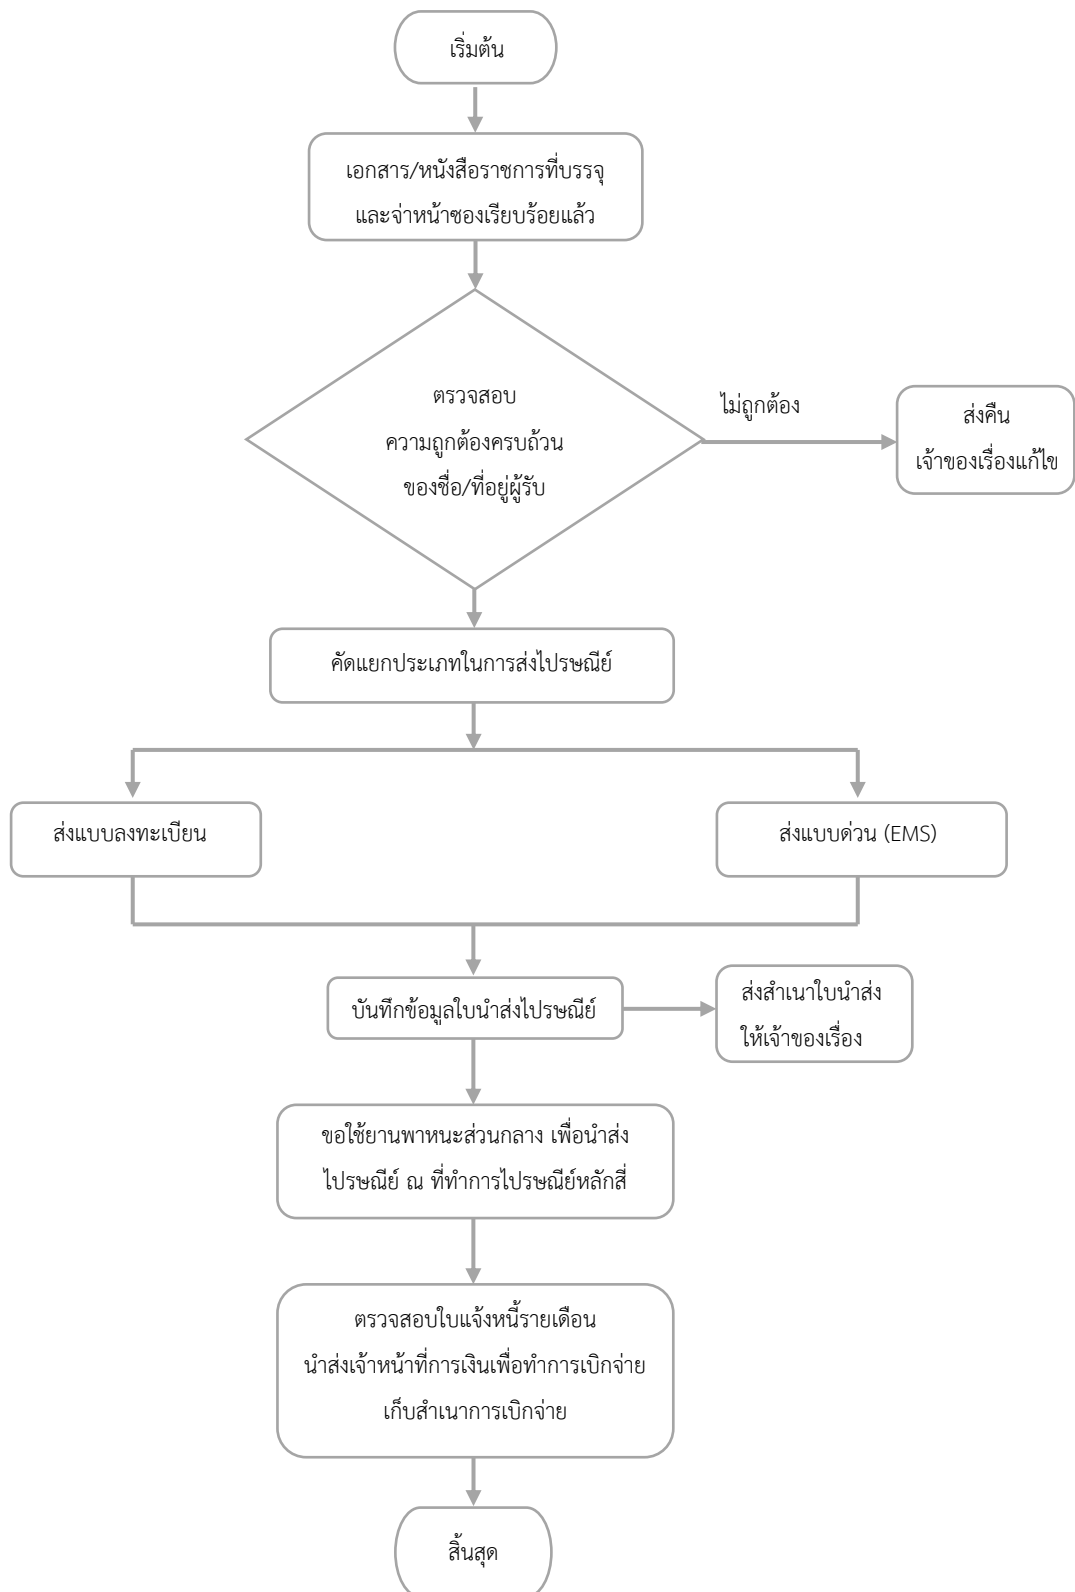 เริ่มต้น
เอกสาร/หนังสือราชการที่บรรจุ
และจ่าหน้าซองเรียบร้อยแล้ว
ตรวจสอบ
ความถูกต้องครบถ้วน
ของชื่อ/ที่อยู่ผู้รับ
ไม่ถูกต้อง
ส่งคืน
เจ้าของเรื่องแก้ไข
คัดแยกประเภทในการส่งไปรษณีย์
ส่งแบบลงทะเบียน
ส่งแบบด่วน (EMS)
บันทึกข้อมูลใบนำส่งไปรษณีย์
ส่งสำเนาใบนำส่ง
ให้เจ้าของเรื่อง
ขอใช้ยานพาหนะส่วนกลาง เพื่อนำส่ง
ไปรษณีย์ ณ ที่ทำการไปรษณีย์หลักสี่
ตรวจสอบใบแจ้งหนี้รายเดือน
นำส่งเจ้าหน้าที่การเงินเพื่อทำการเบิกจ่าย
เก็บสำเนาการเบิกจ่าย
สิ้นสุด